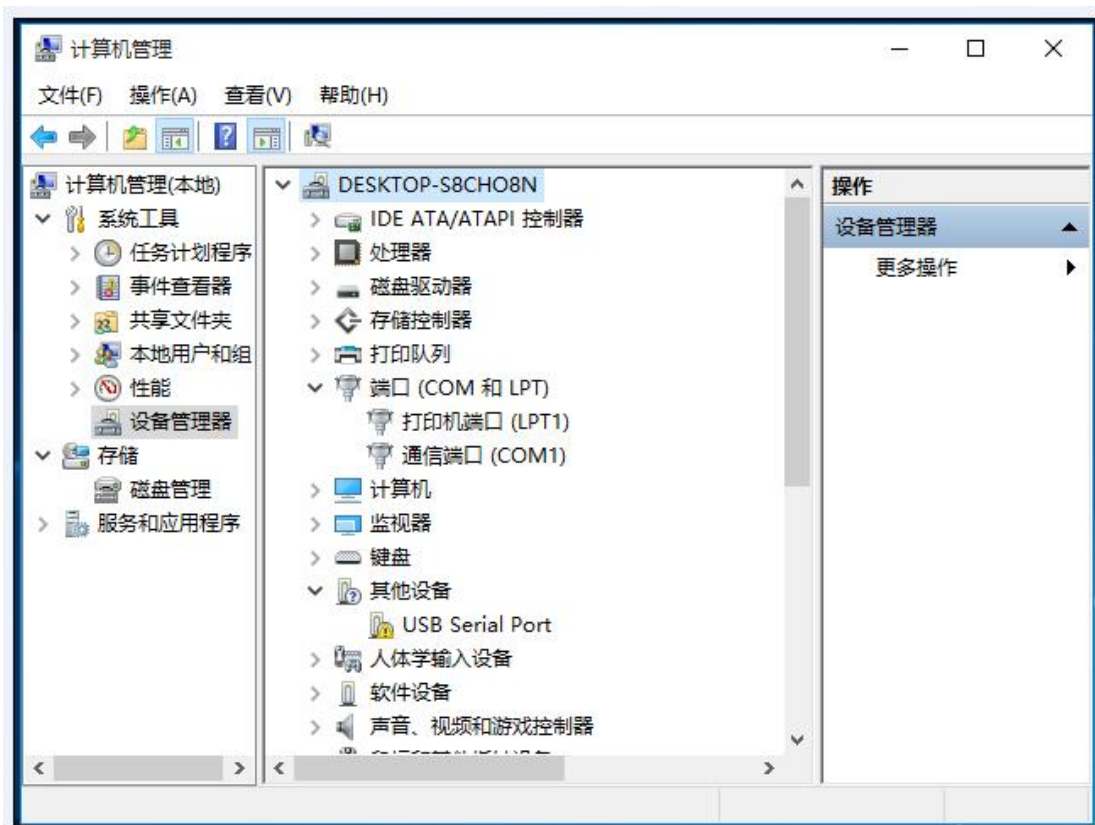 计算机管理
文件(F) 操作(A) 查看(V) 帮助(H)
计算机管理(本地)
系统工具
任务计划程序
事件查看器
共享文件夹
本地用户和组
性能
设备管理器
存储
磁盘管理
服务和应用程序
DESKTOP-S8CHO8N
IDE ATA/ATAPI 控制器
处理器
磁盘驱动器
存储控制器
打印队列
端口 (COM 和 LPT)
打印机端口 (LPT1)
通信端口 (COM1)
计算机
监视器
键盘
其他设备
USB Serial Port
人体学输入设备
软件设备
声音、视频和游戏控制器
操作
设备管理器
更多操作